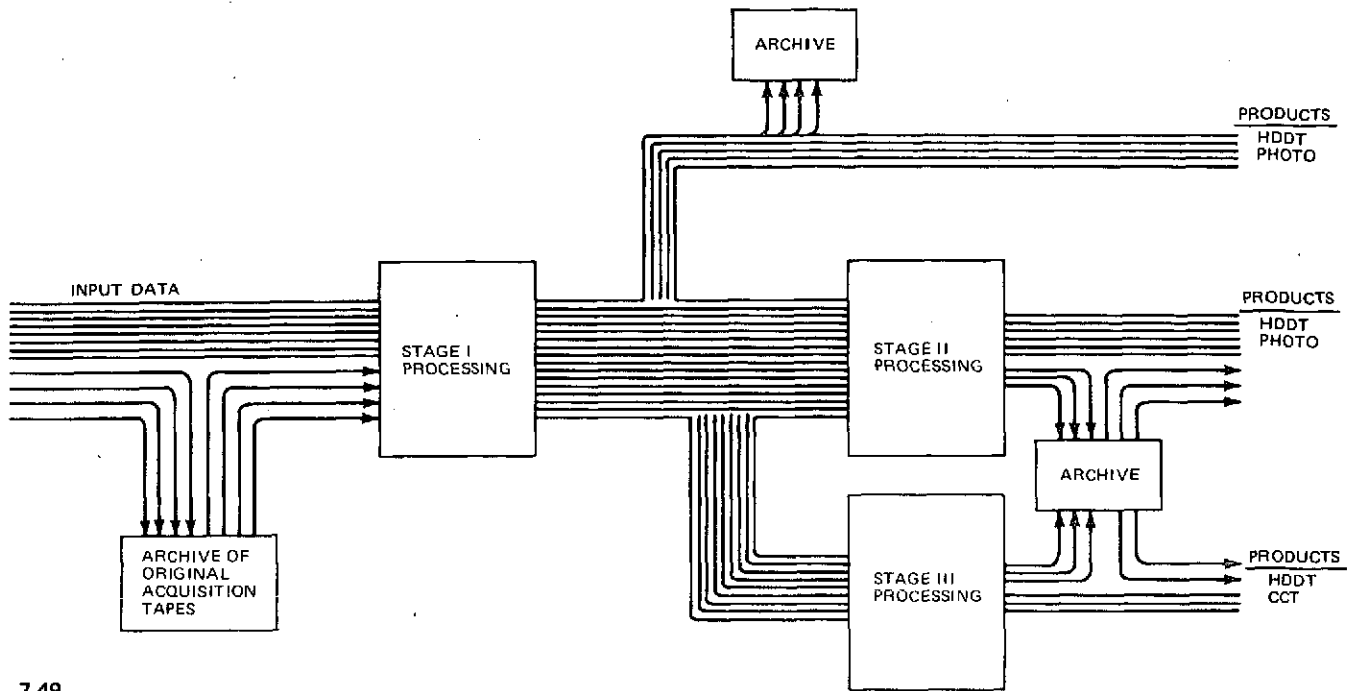 ARCHIVE
PRODUCTS
HDDT
PHOTO
INPUT DATA
STAGE I
PROCESSING
STAGE II
PROCESSING
PRODUCTS
HDDT
PHOTO
ARCHIVE
ARCHIVE OF
ORIGINAL
ACQUISITION
TAPES
STAGE III
PROCESSING
PRODUCTS
HDDT
CCT
7-49